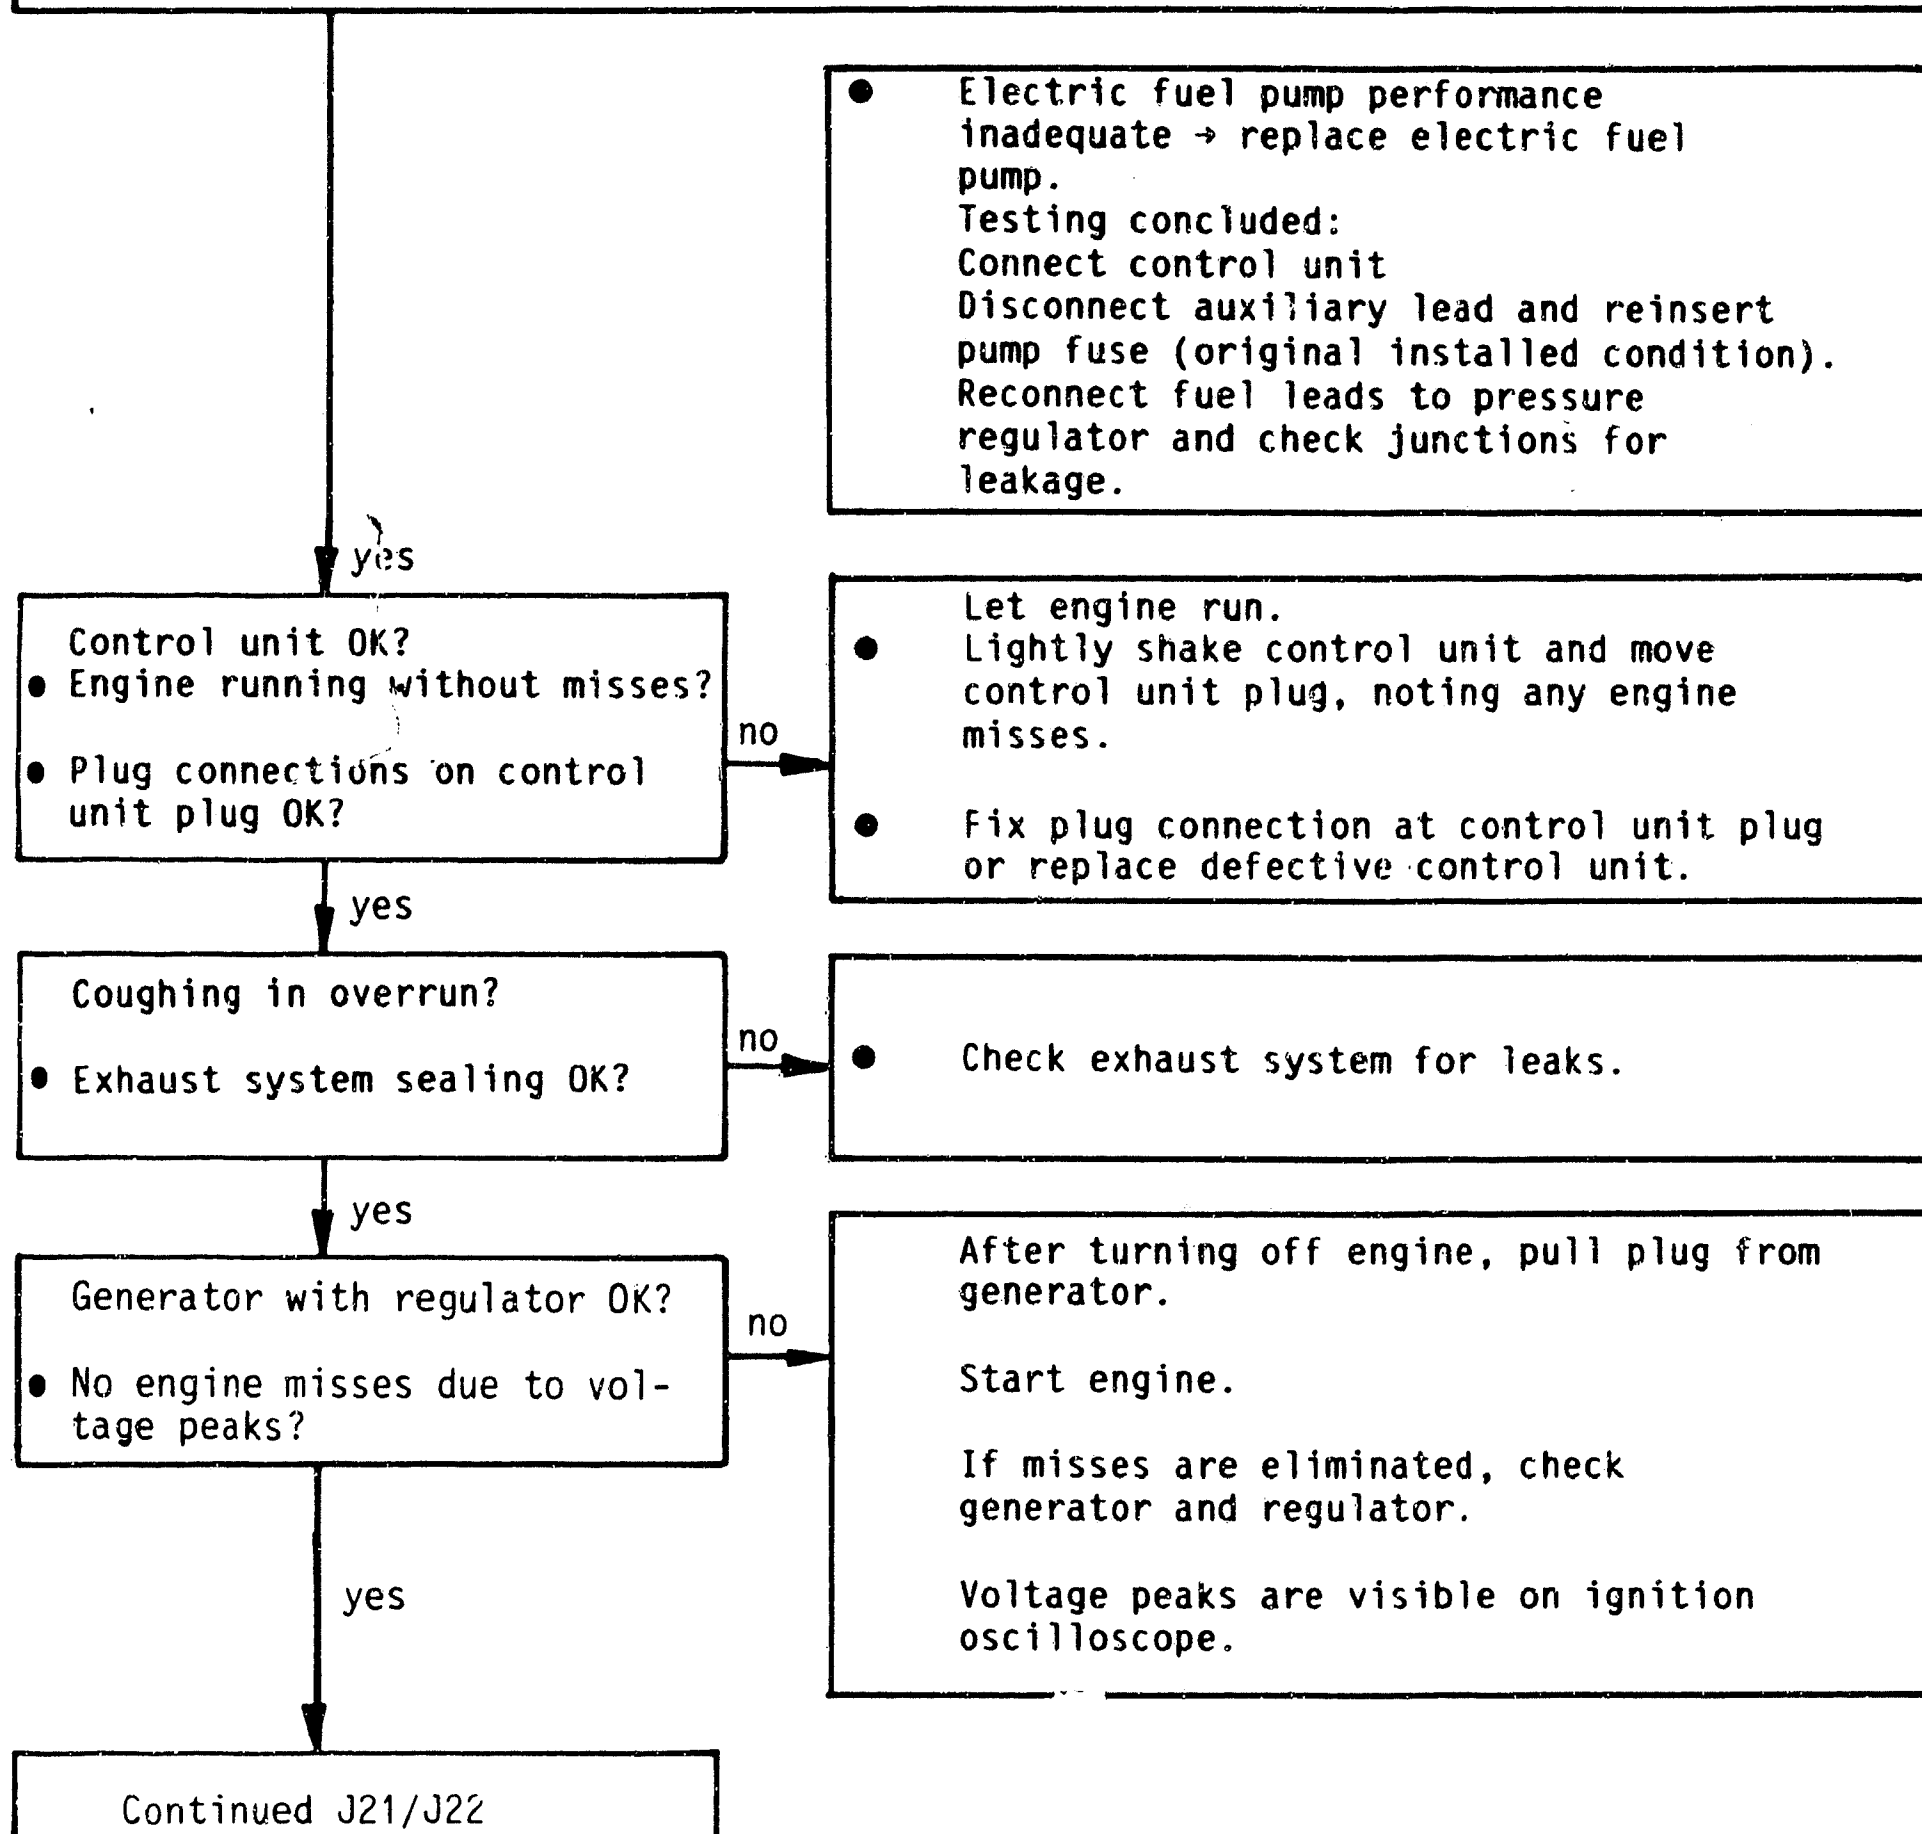 ● Electric fuel pump performance
inadequate → replace electric fuel
pump.
Testing concluded:
Connect control unit
Disconnect auxiliary lead and reinsert
pump fuse (original installed condition).
Reconnect fuel leads to pressure
regulator and check junctions for
leakage.
yes
Control unit OK?
● Engine running without misses?
● Plug connections on control
unit plug OK?
no
Let engine run.
● Lightly shake control unit and move
control unit plug, noting any engine
misses.
● Fix plug connection at control unit plug
or replace defective control unit.
yes
Coughing in overrun?
● Exhaust system sealing OK?
no
● Check exhaust system for leaks.
yes
Generator with regulator OK?
● No engine misses due to vol-
tage peaks?
no
After turning off engine, pull plug from
generator.
Start engine.
If misses are eliminated, check
generator and regulator.
Voltage peaks are visible on ignition
oscilloscope.
yes
Continued J21/J22